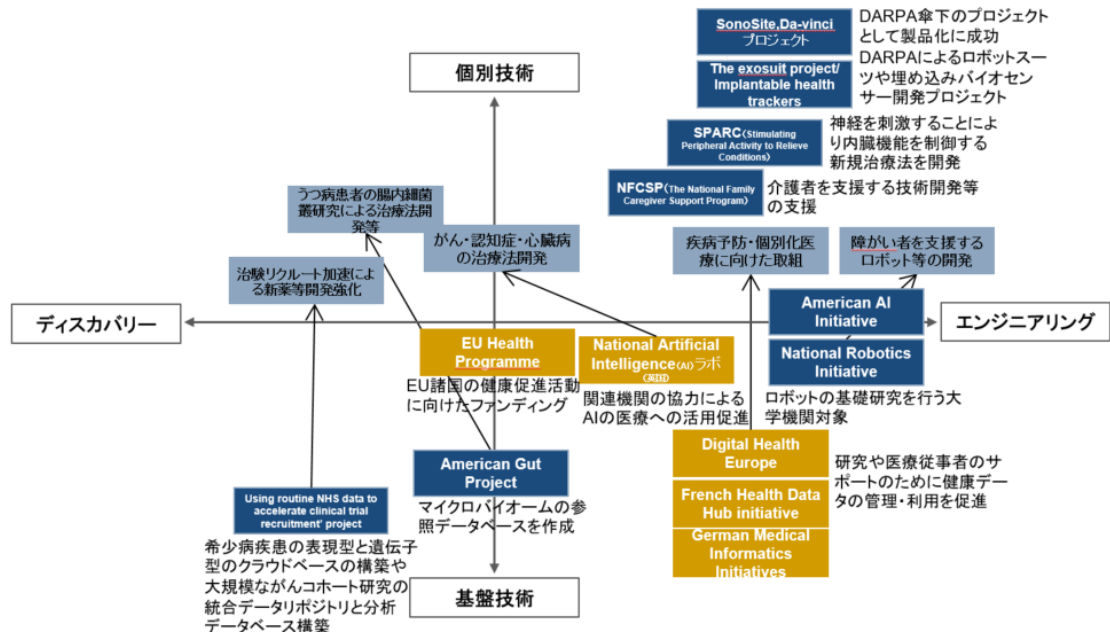 SonoSite,Da-vinci
プロジェクト
DARPA傘下のプロジェクト
として製品化に成功
The exosuit project/
Implantable health
trackers
DARPAによるロボットスー
ツや埋め込みバイオセン
サー開発プロジェクト
個別技術
SPARC(Stimulating
Peripheral Activity to Relieve
Conditions)
神経を刺激することによ
り内臓機能を制御する
新規治療法を開発
NFCSP(The National Family
Caregiver Support Program)
介護者を支援する技術開発等
の支援
うつ病患者の腸内細菌
叢研究による治療法開
発等
がん・認知症・心臓病
の治療法開発
疾病予防・個別化医
療に向けた取組
障がい者を支援する
ロボット等の開発
治験リクルート加速によ
る新薬等開発強化
ディスカバリー
エンジニアリング
American AI
Initiative
EU Health
Programme
EU諸国の健康促進活動
に向けたファンディング
National Artificial
Intelligence(AI)ラボ
(英国)
関連機関の協力による
AIの医療への活用促進
National Robotics
Initiative
ロボットの基礎研究を行う大
学機関対象
American Gut
Project
マイクロバイオームの参
照データベースを作成
Digital Health
Europe
French Health Data
Hub initiative
German Medical
Informatics
Initiatives
研究や医療従事者のサ
ポートのために健康デー
タの管理・利用を促進
Using routine NHS data to
accelerate clinical trial
recruitment' project
希少病疾患の表現型と遺伝子
型のクラウドベースの構築や
大規模ながんコホート研究の
統合データリポジトリと分析
データベース構築
基盤技術